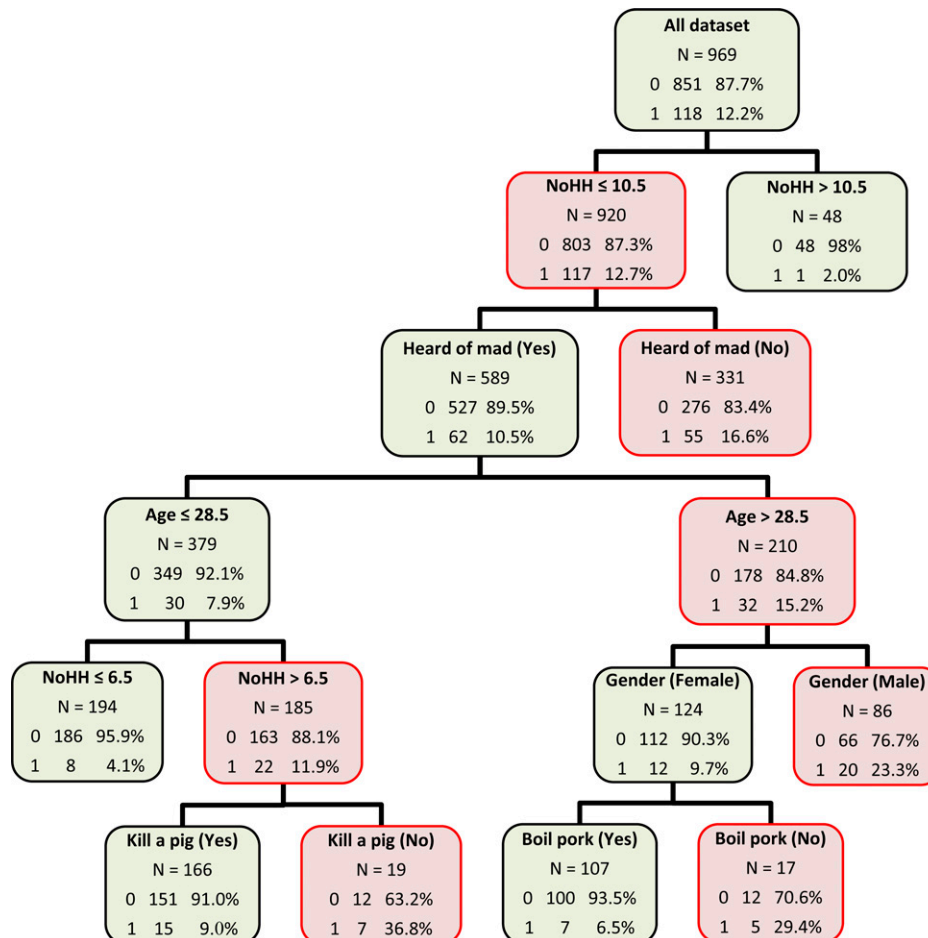 All dataset
N = 969
0 851 87.7%
1 118 12.2%
NoHH ≤ 10.5
N = 920
0 803 87.3%
1 117 12.7%
NoHH > 10.5
N = 48
0 48 98%
1 1 2.0%
Heard of mad (Yes)
N = 589
0 527 89.5%
1 62 10.5%
Heard of mad (No)
N = 331
0 276 83.4%
1 55 16.6%
Age ≤ 28.5
N = 379
0 349 92.1%
1 30 7.9%
Age > 28.5
N = 210
0 178 84.8%
1 32 15.2%
NoHH ≤ 6.5
N = 194
0 186 95.9%
1 8 4.1%
NoHH > 6.5
N = 185
0 163 88.1%
1 22 11.9%
Gender (Female)
N = 124
0 112 90.3%
1 12 9.7%
Gender (Male)
N = 86
0 66 76.7%
1 20 23.3%
Kill a pig (Yes)
N = 166
0 151 91.0%
1 15 9.0%
Kill a pig (No)
N = 19
0 12 63.2%
1 7 36.8%
Boil pork (Yes)
N = 107
0 100 93.5%
1 7 6.5%
Boil pork (No)
N = 17
0 12 70.6%
1 5 29.4%